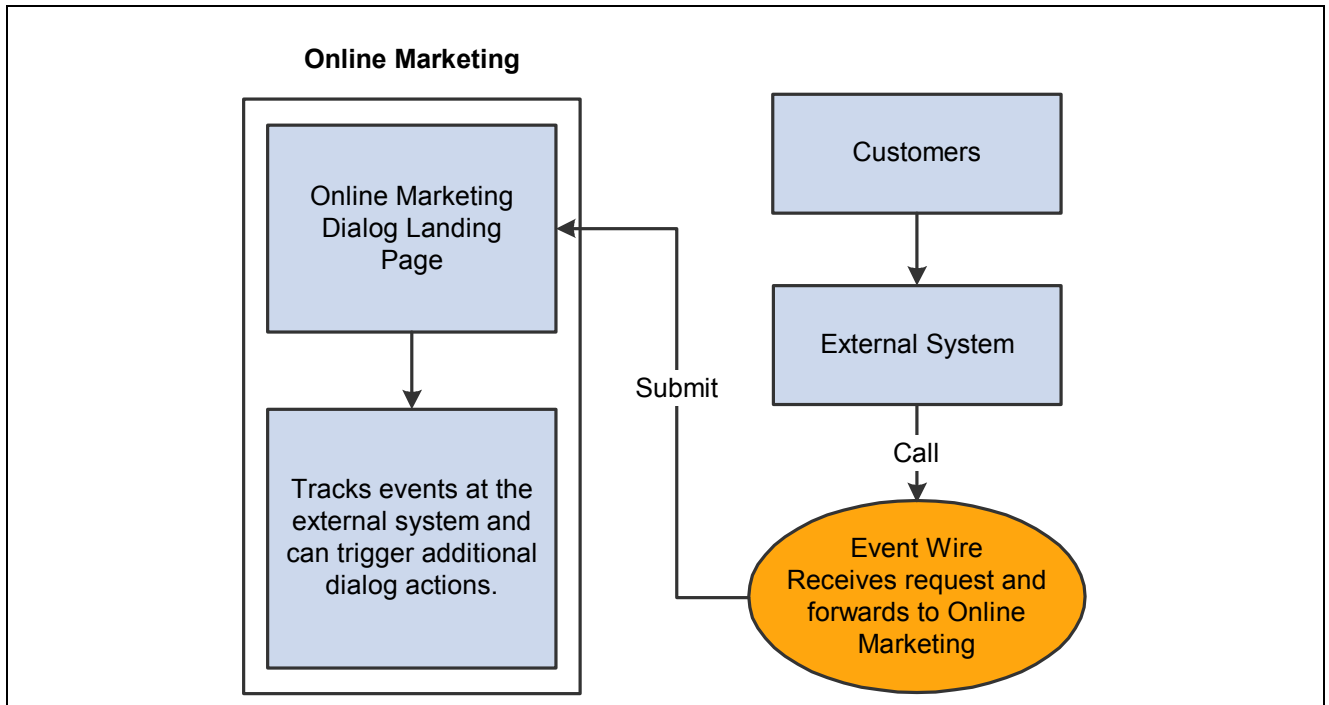 Online Marketing
Online Marketing
Dialog Landing
Page
Tracks events at the
external system and
can trigger additional
dialog actions.
Submit
Customers
External System
Call
Event Wire
Receives request and
forwards to Online
Marketing